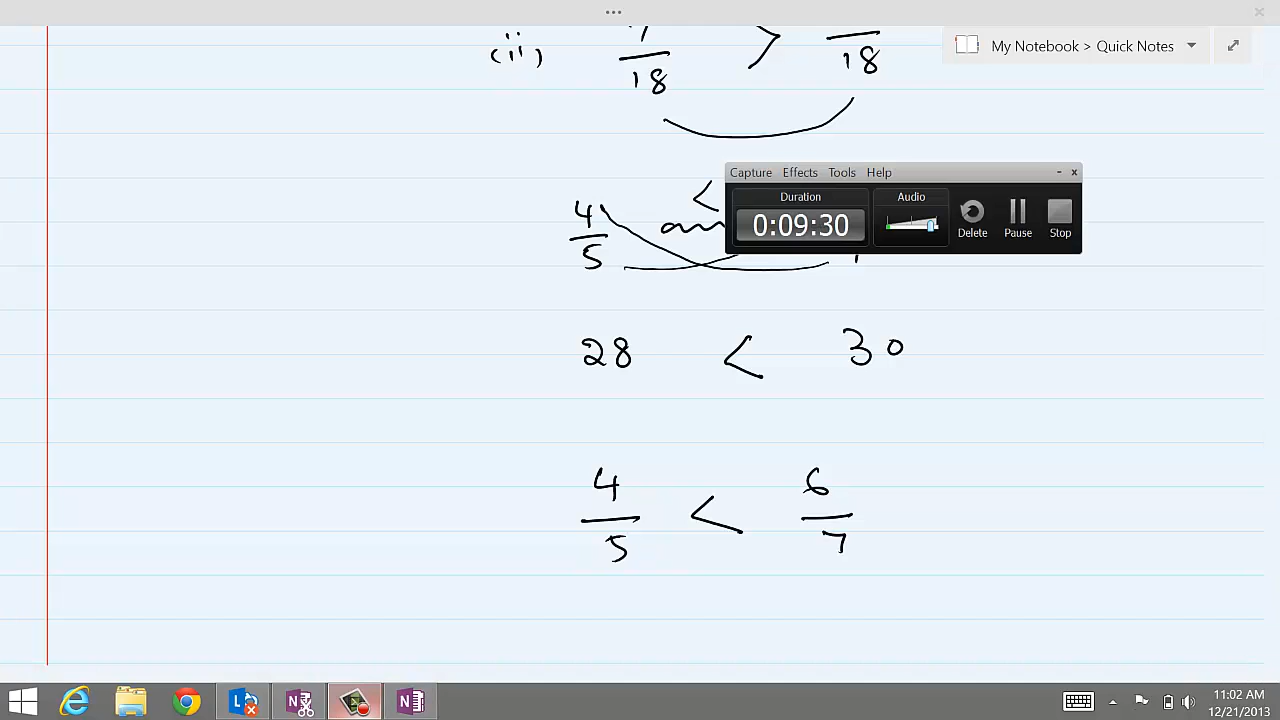 ...
(ii) 7/18 > /18
My Notebook > Quick Notes
Capture Effects Tools Help
Duration Audio
0:09:30
Delete Pause Stop
<
4/5
28 < 30
4/5 < 6/7
11:02 AM
12/21/2013